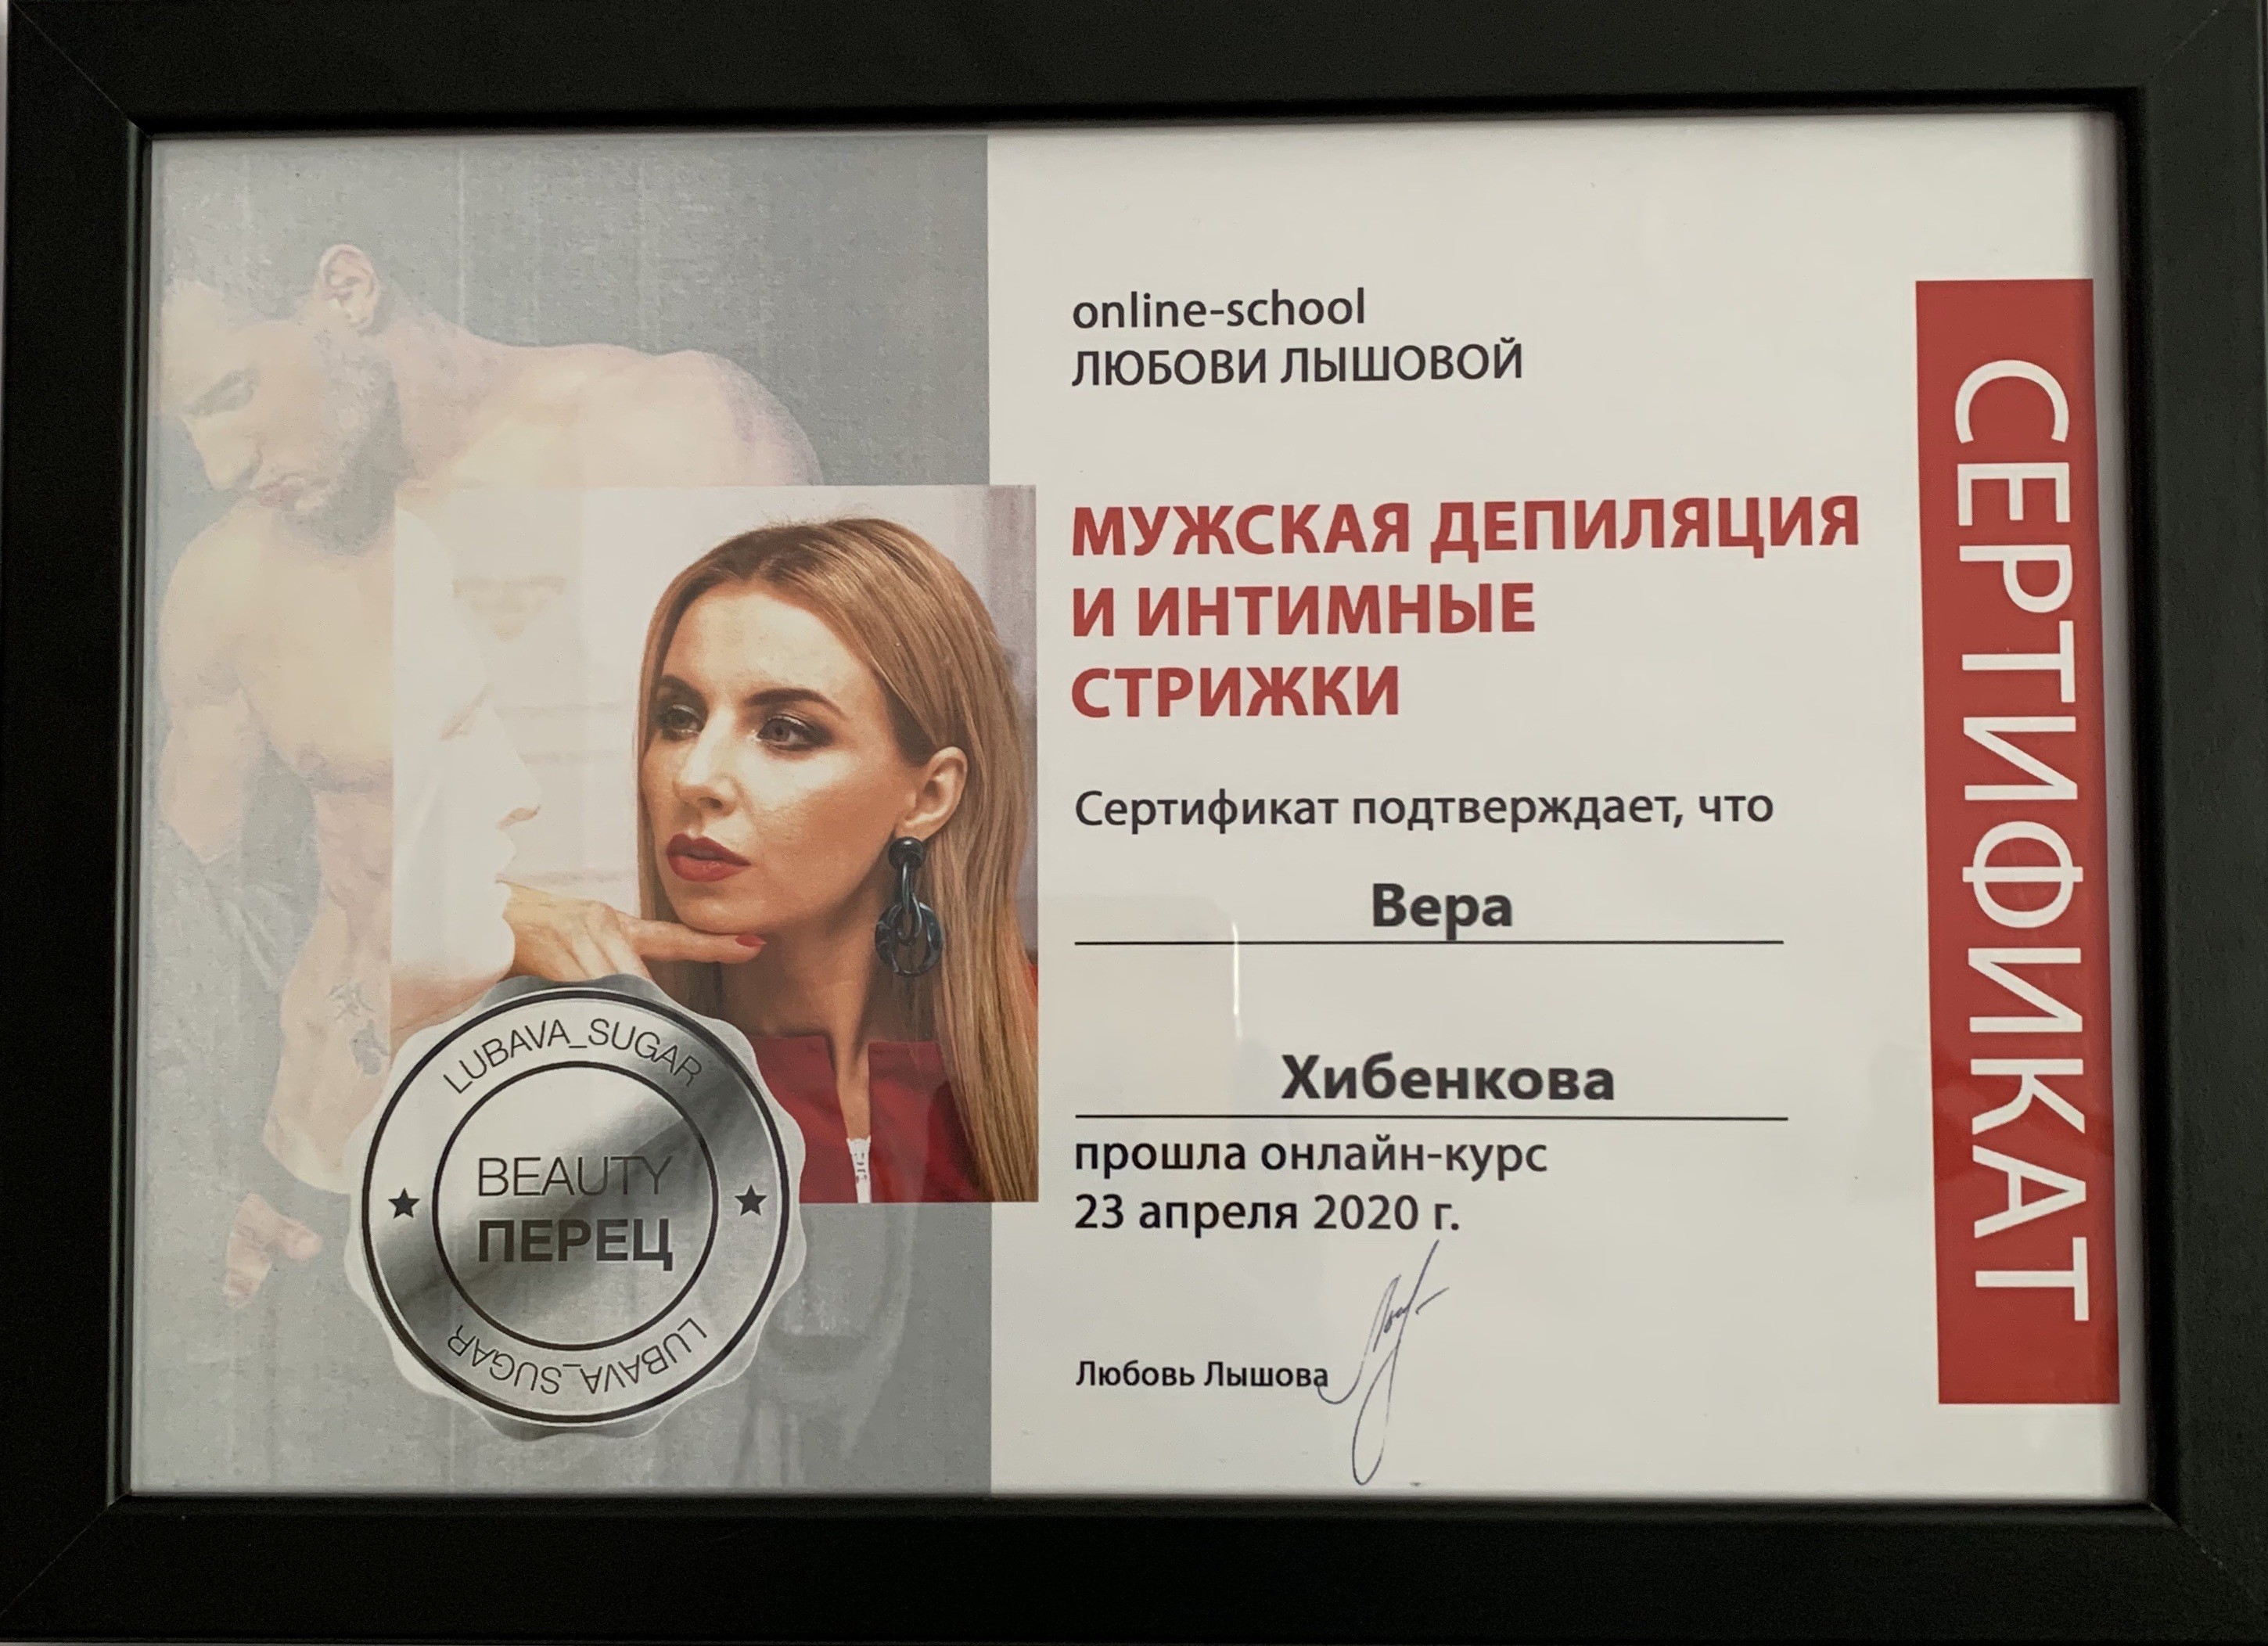 online-school
ЛЮБОВИ ЛЫШОВОЙ
МУЖСКАЯ ДЕПИЛЯЦИЯ
И ИНТИМНЫЕ
СТРИЖКИ
Сертификат подтверждает, что
Вера
Хибенкова
прошла онлайн-курс
23 апреля 2020 г.
Любовь Лышова
СЕРТИФИКАТ
LUBAVA_SUGAR
BEAUTY
ПЕРЕЦ
LUBAVA_SUGAR